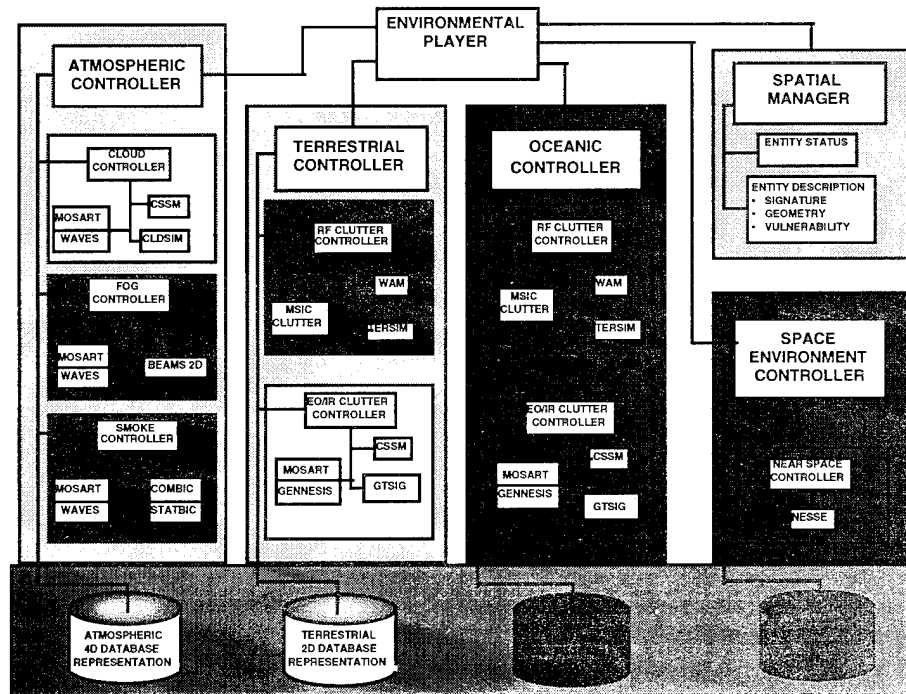 ENVIRONMENTAL
PLAYER
ATMOSPHERIC
CONTROLLER
CLOUD
CONTROLLER
CSSM
MOSART
WAVES
CLDSIM
FOG
CONTROLLER
MOSART
WAVES
BEAMS 2D
SMOKE
CONTROLLER
MOSART
WAVES
COMBIC
STATBIC
TERRESTRIAL
CONTROLLER
RF CLUTTER
CONTROLLER
WAM
MSIC
CLUTTER
TERSIM
EO/IR CLUTTER
CONTROLLER
CSSM
MOSART
GENNESIS
GTSIG
OCEANIC
CONTROLLER
RF CLUTTER
CONTROLLER
WAM
MSIC
CLUTTER
TERSIM
EO/IR CLUTTER
CONTROLLER
CSSM
MOSART
GENNESIS
GTSIG
SPATIAL
MANAGER
ENTITY STATUS
ENTITY DESCRIPTION
• SIGNATURE
• GEOMETRY
• VULNERABILITY
SPACE
ENVIRONMENT
CONTROLLER
NEAR SPACE
CONTROLLER
NESSE
ATMOSPHERIC
4D DATABASE
REPRESENTATION
TERRESTRIAL
2D DATABASE
REPRESENTATION